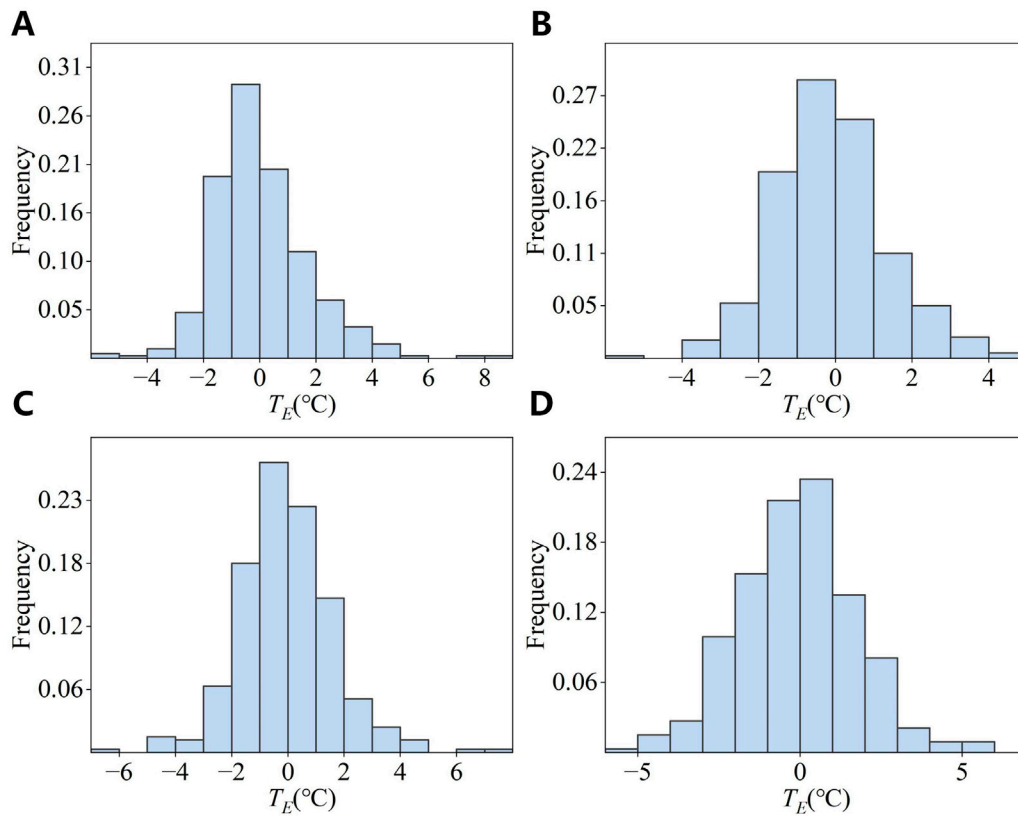 A
Frequency
0.31
0.26
0.21
0.16
0.10
0.05
−4 −2 0 2 4 6 8
T_E(°C)
B
Frequency
0.27
0.22
0.16
0.11
0.05
−4 −2 0 2 4
T_E(°C)
C
Frequency
0.23
0.18
0.12
0.06
−6 −4 −2 0 2 4 6
T_E(°C)
D
Frequency
0.24
0.18
0.12
0.06
−5 0 5
T_E(°C)